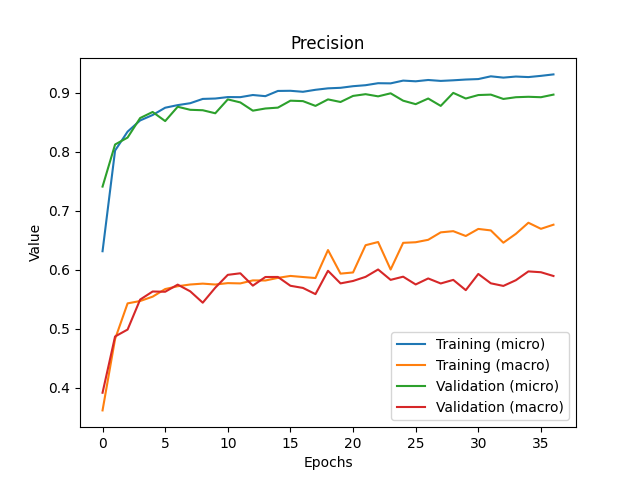 Precision
0.9
0.8
0.7
0.6
0.5
0.4
Value
0 5 10 15 20 25 30 35
Epochs
Training (micro)
Training (macro)
Validation (micro)
Validation (macro)